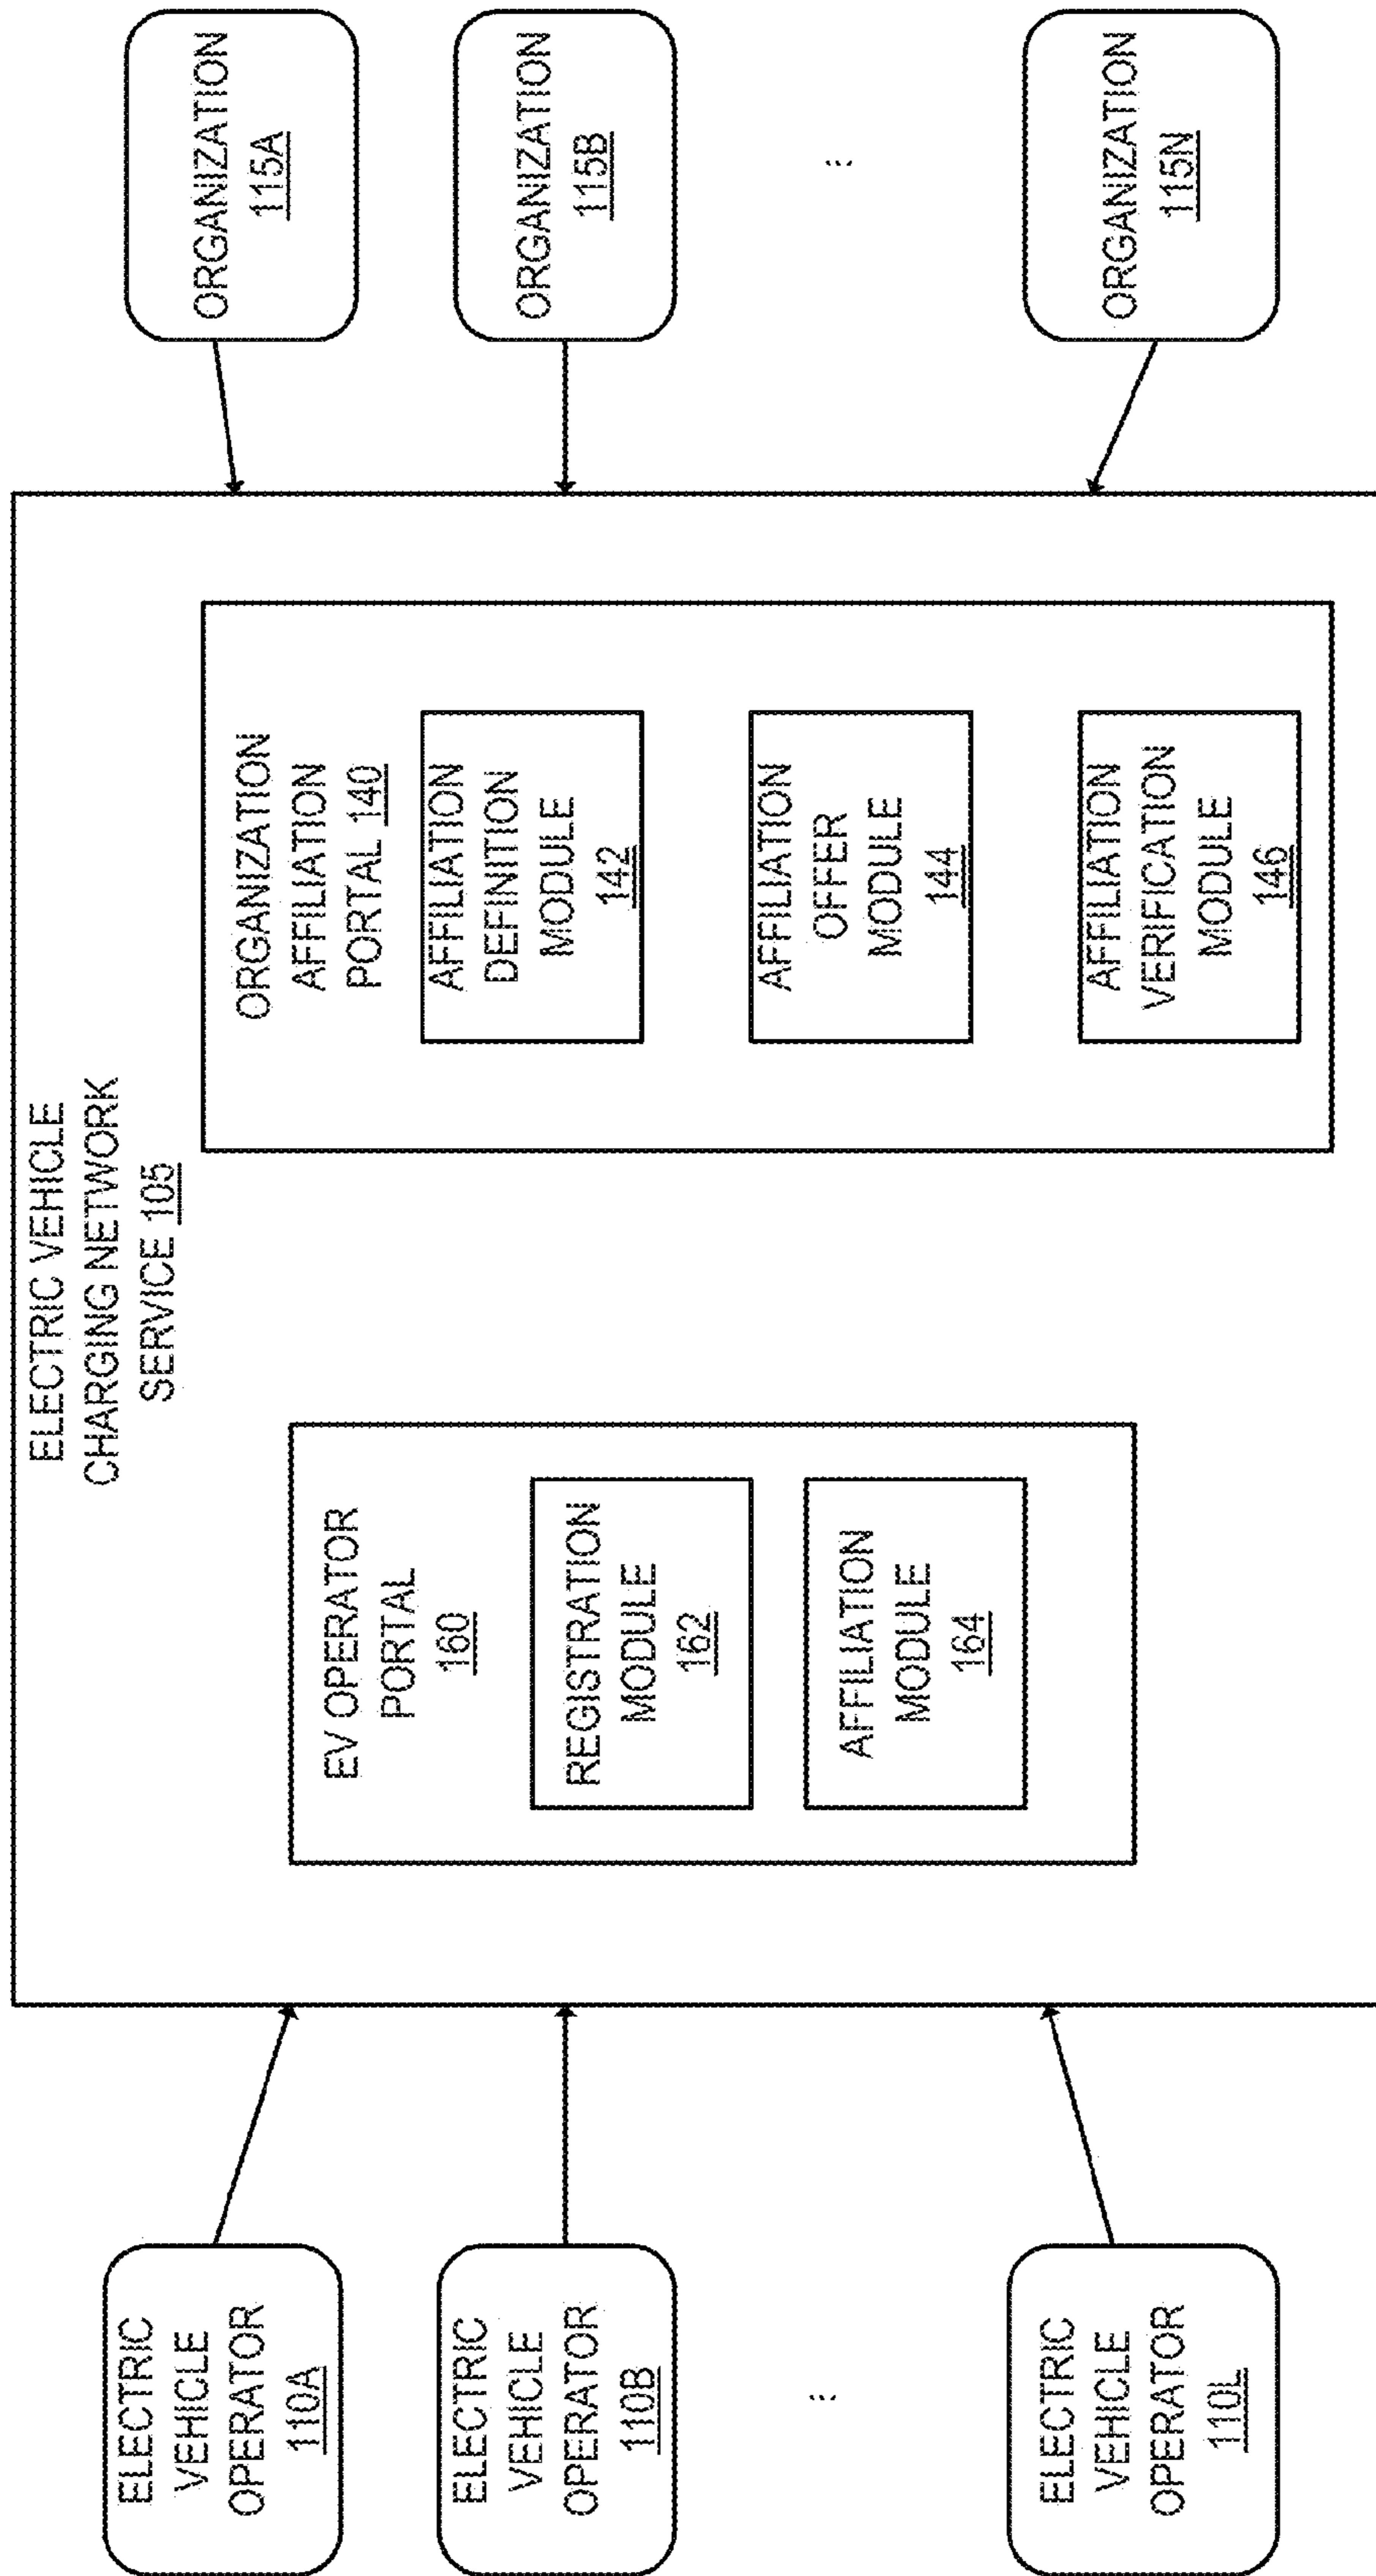 ELECTRIC VEHICLE
CHARGING NETWORK
SERVICE 105
ELECTRIC
VEHICLE
OPERATOR
110A
ELECTRIC
VEHICLE
OPERATOR
110B
...
ELECTRIC
VEHICLE
OPERATOR
110L
EV OPERATOR
PORTAL
160
REGISTRATION
MODULE
162
AFFILIATION
MODULE
164
ORGANIZATION
AFFILIATION
PORTAL 140
AFFILIATION
DEFINITION
MODULE
142
AFFILIATION
OFFER
MODULE
144
AFFILIATION
VERIFICATION
MODULE
146
ORGANIZATION
115A
ORGANIZATION
115B
...
ORGANIZATION
115N